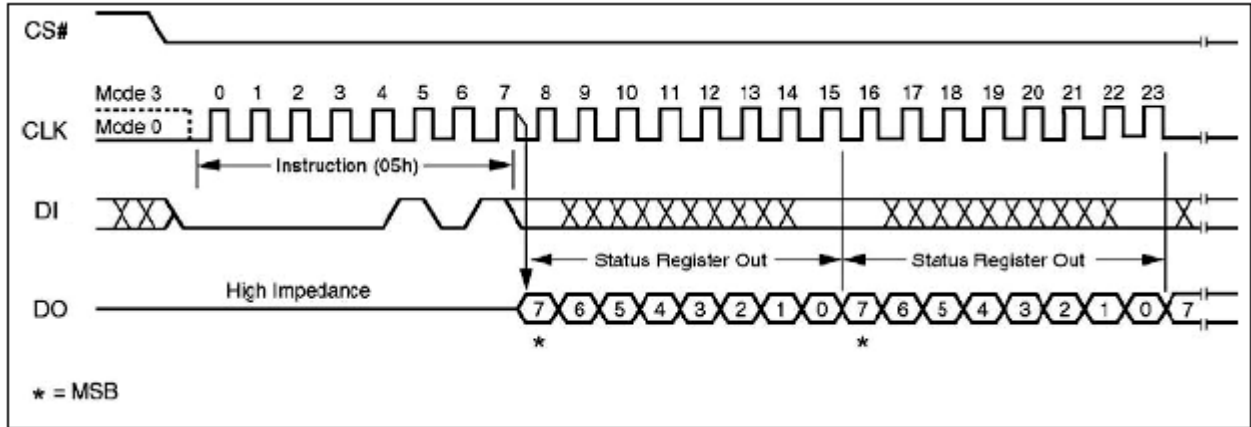 CS#
Mode 3 0 1 2 3 4 5 6 7 8 9 10 11 12 13 14 15 16 17 18 19 20 21 22 23
CLK Mode 0
Instruction (05h)
DI
Status Register Out Status Register Out
High Impedance
DO 7 6 5 4 3 2 1 0 7 6 5 4 3 2 1 0 7
* *
* = MSB